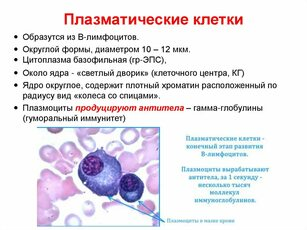 Плазматические клетки
• Образуются из В-лимфоцитов.
• Округлой формы, диаметром 10 – 12 мкм.
• Цитоплазма базофильная (гр-ЭПС),
• Около ядра - «светлый дворик» (клеточного центра, КГ)
• Ядро округлое, содержит плотный хроматин расположенный по
радиусу вид «колеса со спицами».
• Плазмоциты продуцируют антитела – гамма-глобулины
(гуморальный иммунитет)
Плазматические клетки -
конечный этап развития
В-лимфоцитов.
Плазмоциты вырабатывают
антитела, за 1 секунду -
несколько тысяч
моллекул
иммуноглобулинов.
Плазмоциты в мазке крови